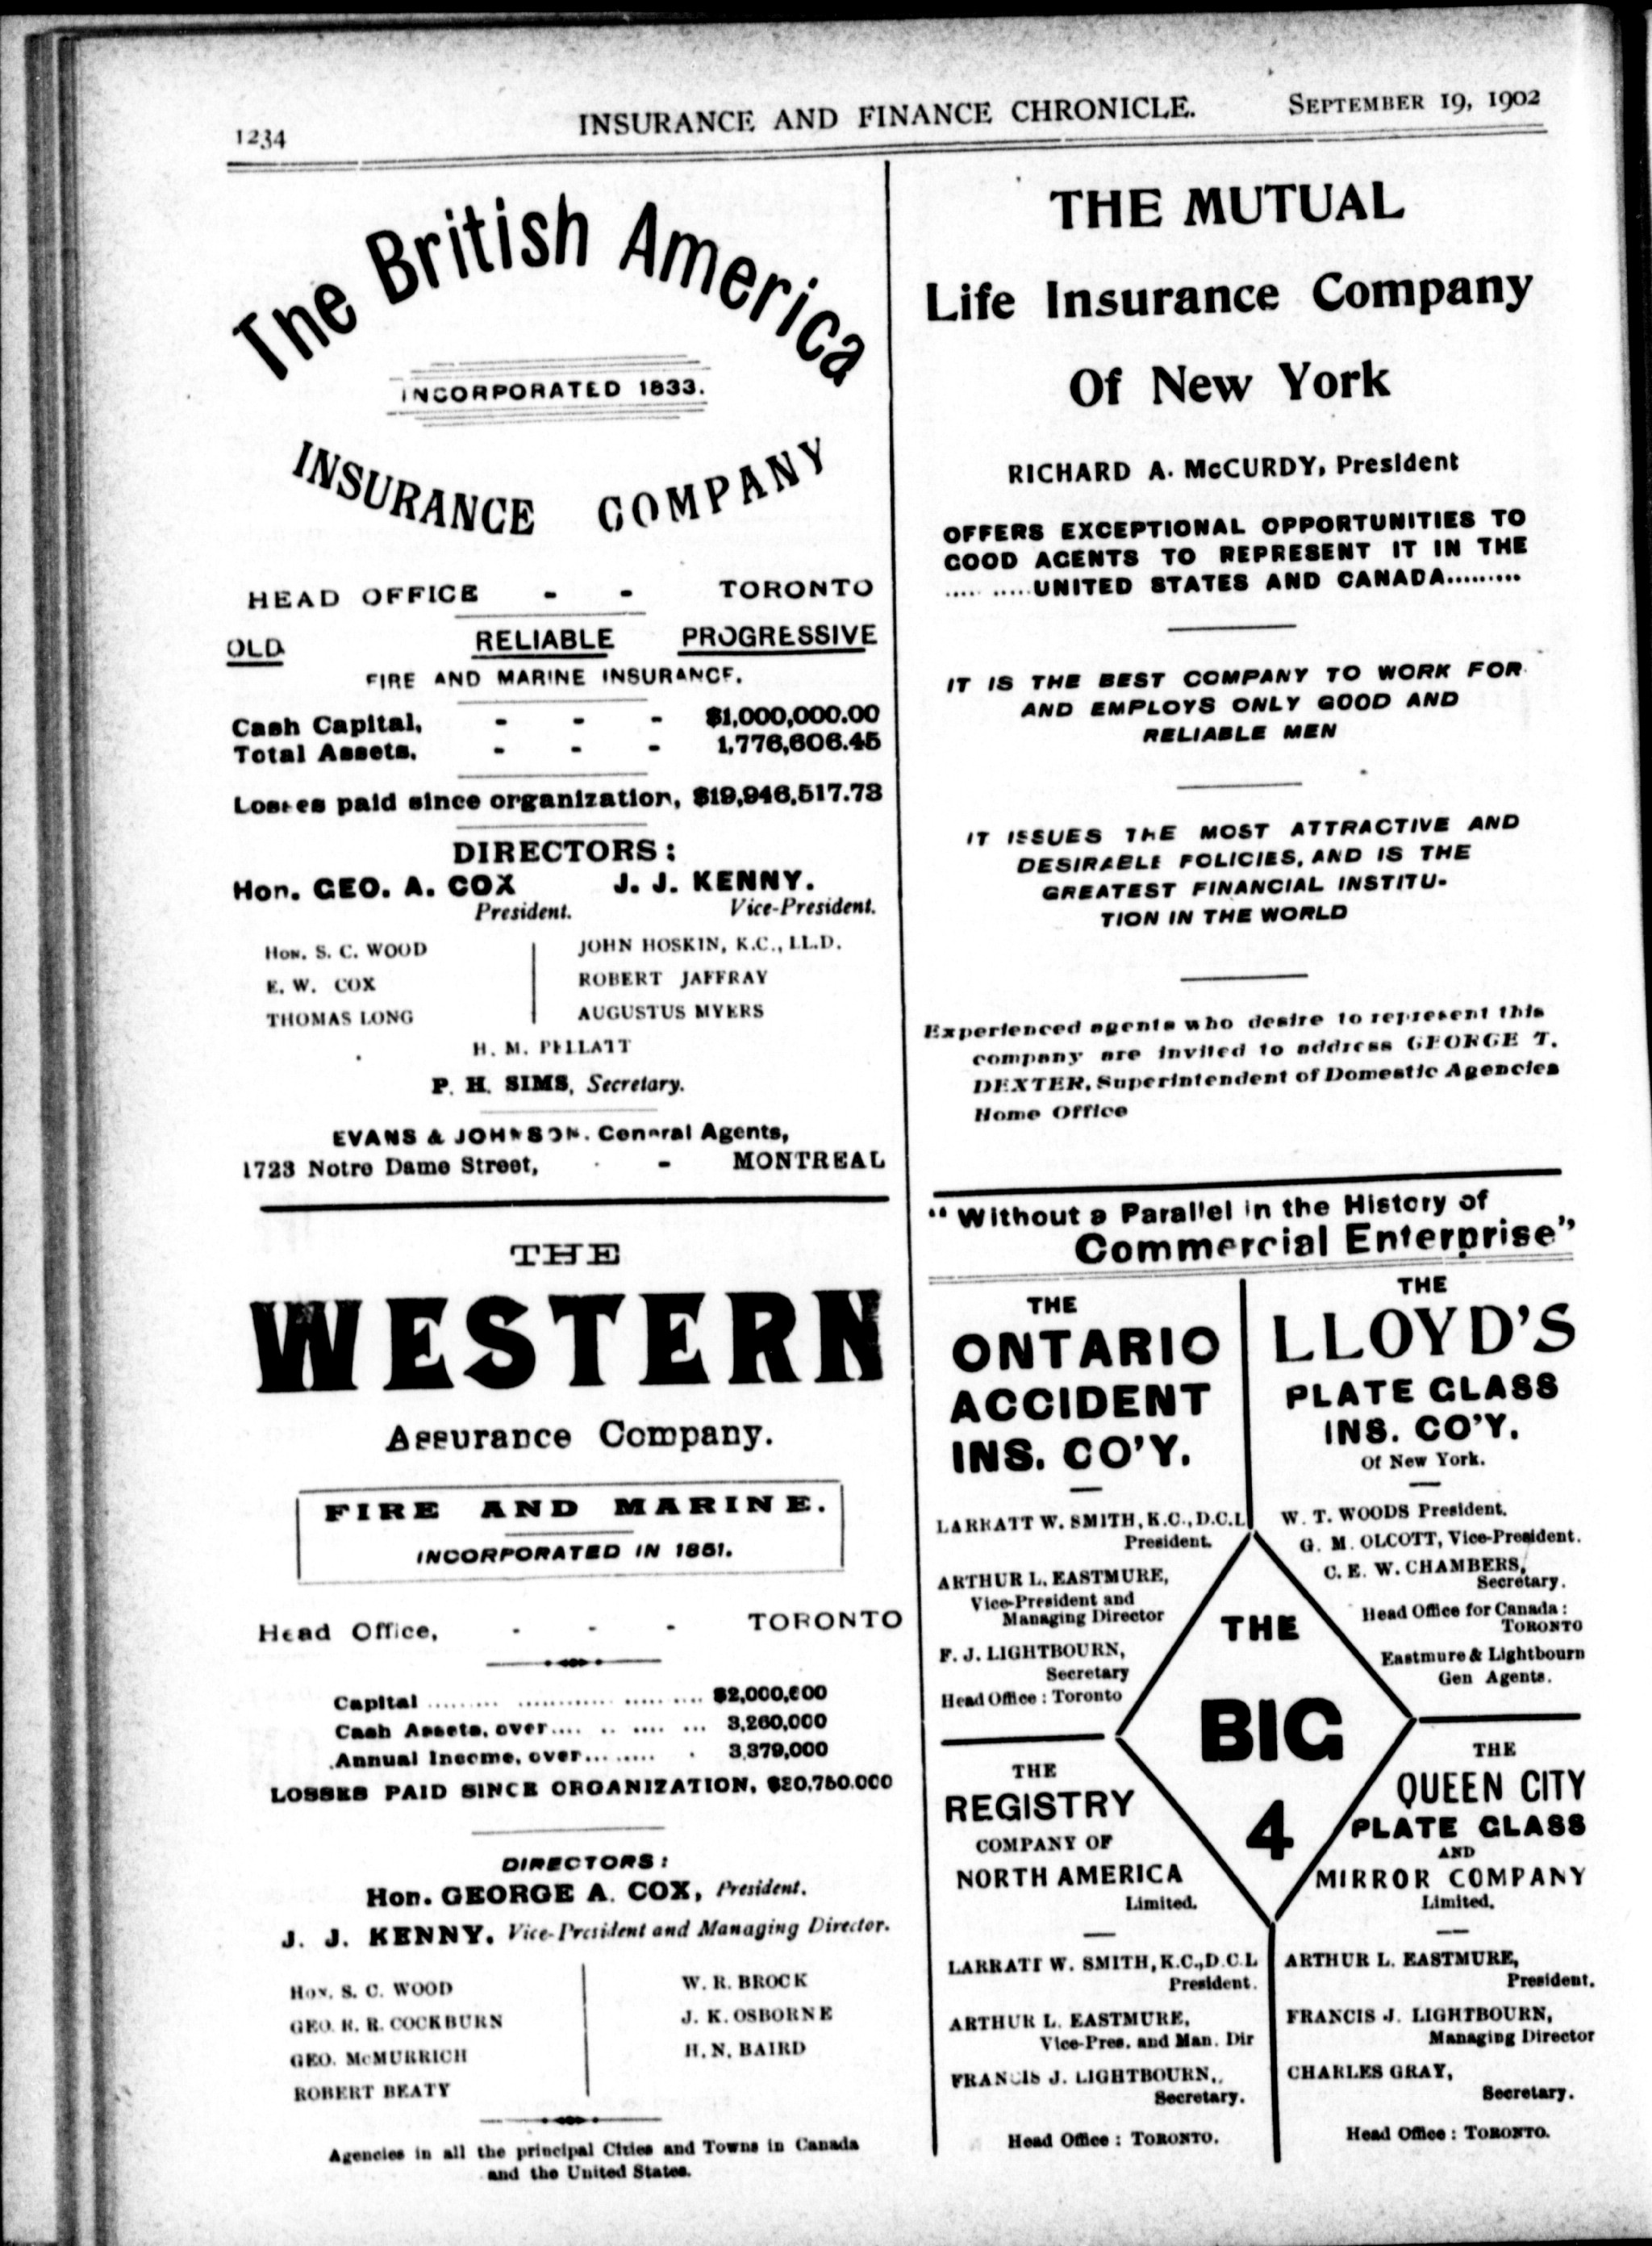 1234
INSURANCE AND FINANCE CHRONICLE.
SEPTEMBER 19, 1902
The British America
INCORPORATED 1833.
INSURANCE COMPANY
HEAD OFFICE - - TORONTO
OLD RELIABLE PROGRESSIVE
FIRE AND MARINE INSURANCE.
Cash Capital, - - - $1,000,000.00
Total Assets, - - - 1,776,606.45
Losses paid since organization, $19,946,517.73
DIRECTORS:
Hon. GEO. A. COX J. J. KENNY.
President. Vice-President.
HON. S. C. WOOD JOHN HOSKIN, K.C., LL.D.
E. W. COX ROBERT JAFFRAY
THOMAS LONG AUGUSTUS MYERS
H. M. PELLATT
P. H. SIMS, Secretary.
EVANS & JOHNSON. General Agents,
1723 Notre Dame Street, - - MONTREAL
THE
WESTERN
Assurance Company.
FIRE AND MARINE.
INCORPORATED IN 1851.
Head Office, - - - TORONTO
Capital ..................................... $2,000,000
Cash Assets, over................ 3,260,000
Annual Income, over......... . 3,379,000
LOSSES PAID SINCE ORGANIZATION, $30,750.000
DIRECTORS:
Hon. GEORGE A. COX, President.
J. J. KENNY, Vice-President and Managing Director.
HON. S. C. WOOD W. R. BROCK
GEO. R. R. COCKBURN J. K. OSBORNE
GEO. McMURRICH H. N. BAIRD
ROBERT BEATY
Agencies in all the principal Cities and Towns in Canada
and the United States.
THE MUTUAL
Life Insurance Company
Of New York
RICHARD A. McCURDY, President
OFFERS EXCEPTIONAL OPPORTUNITIES TO
GOOD AGENTS TO REPRESENT IT IN THE
..........UNITED STATES AND CANADA.........
IT IS THE BEST COMPANY TO WORK FOR
AND EMPLOYS ONLY GOOD AND
RELIABLE MEN
IT ISSUES THE MOST ATTRACTIVE AND
DESIRABLE POLICIES, AND IS THE
GREATEST FINANCIAL INSTITU-
TION IN THE WORLD
Experienced agents who desire to represent this
company are invited to address GEORGE T.
DEXTER, Superintendent of Domestic Agencies
Home Office
"Without a Parallel in the History of
Commercial Enterprise"
THE
ONTARIO
ACCIDENT
INS. CO'Y.
LARRATT W. SMITH, K.C., D.C.L
President.
ARTHUR L. EASTMURE,
Vice-President and
Managing Director
F. J. LIGHTBOURN,
Secretary
Head Office: Toronto
THE
LLOYD'S
PLATE GLASS
INS. CO'Y.
Of New York.
W. T. WOODS President.
G. M. OLCOTT, Vice-President.
C. E. W. CHAMBERS,
Secretary.
Head Office for Canada:
TORONTO
Eastmure & Lightbourn
Gen Agents.
THE
BIG
4
THE
REGISTRY
COMPANY OF
NORTH AMERICA
Limited.
LARRATT W. SMITH, K.C., D.C.L
President.
ARTHUR L. EASTMURE,
Vice-Pres. and Man. Dir
FRANCIS J. LIGHTBOURN,.
Secretary.
Head Office: TORONTO.
THE
QUEEN CITY
PLATE GLASS
AND
MIRROR COMPANY
Limited.
ARTHUR L. EASTMURE,
President.
FRANCIS J. LIGHTBOURN,
Managing Director
CHARLES GRAY,
Secretary.
Head Office: TORONTO.